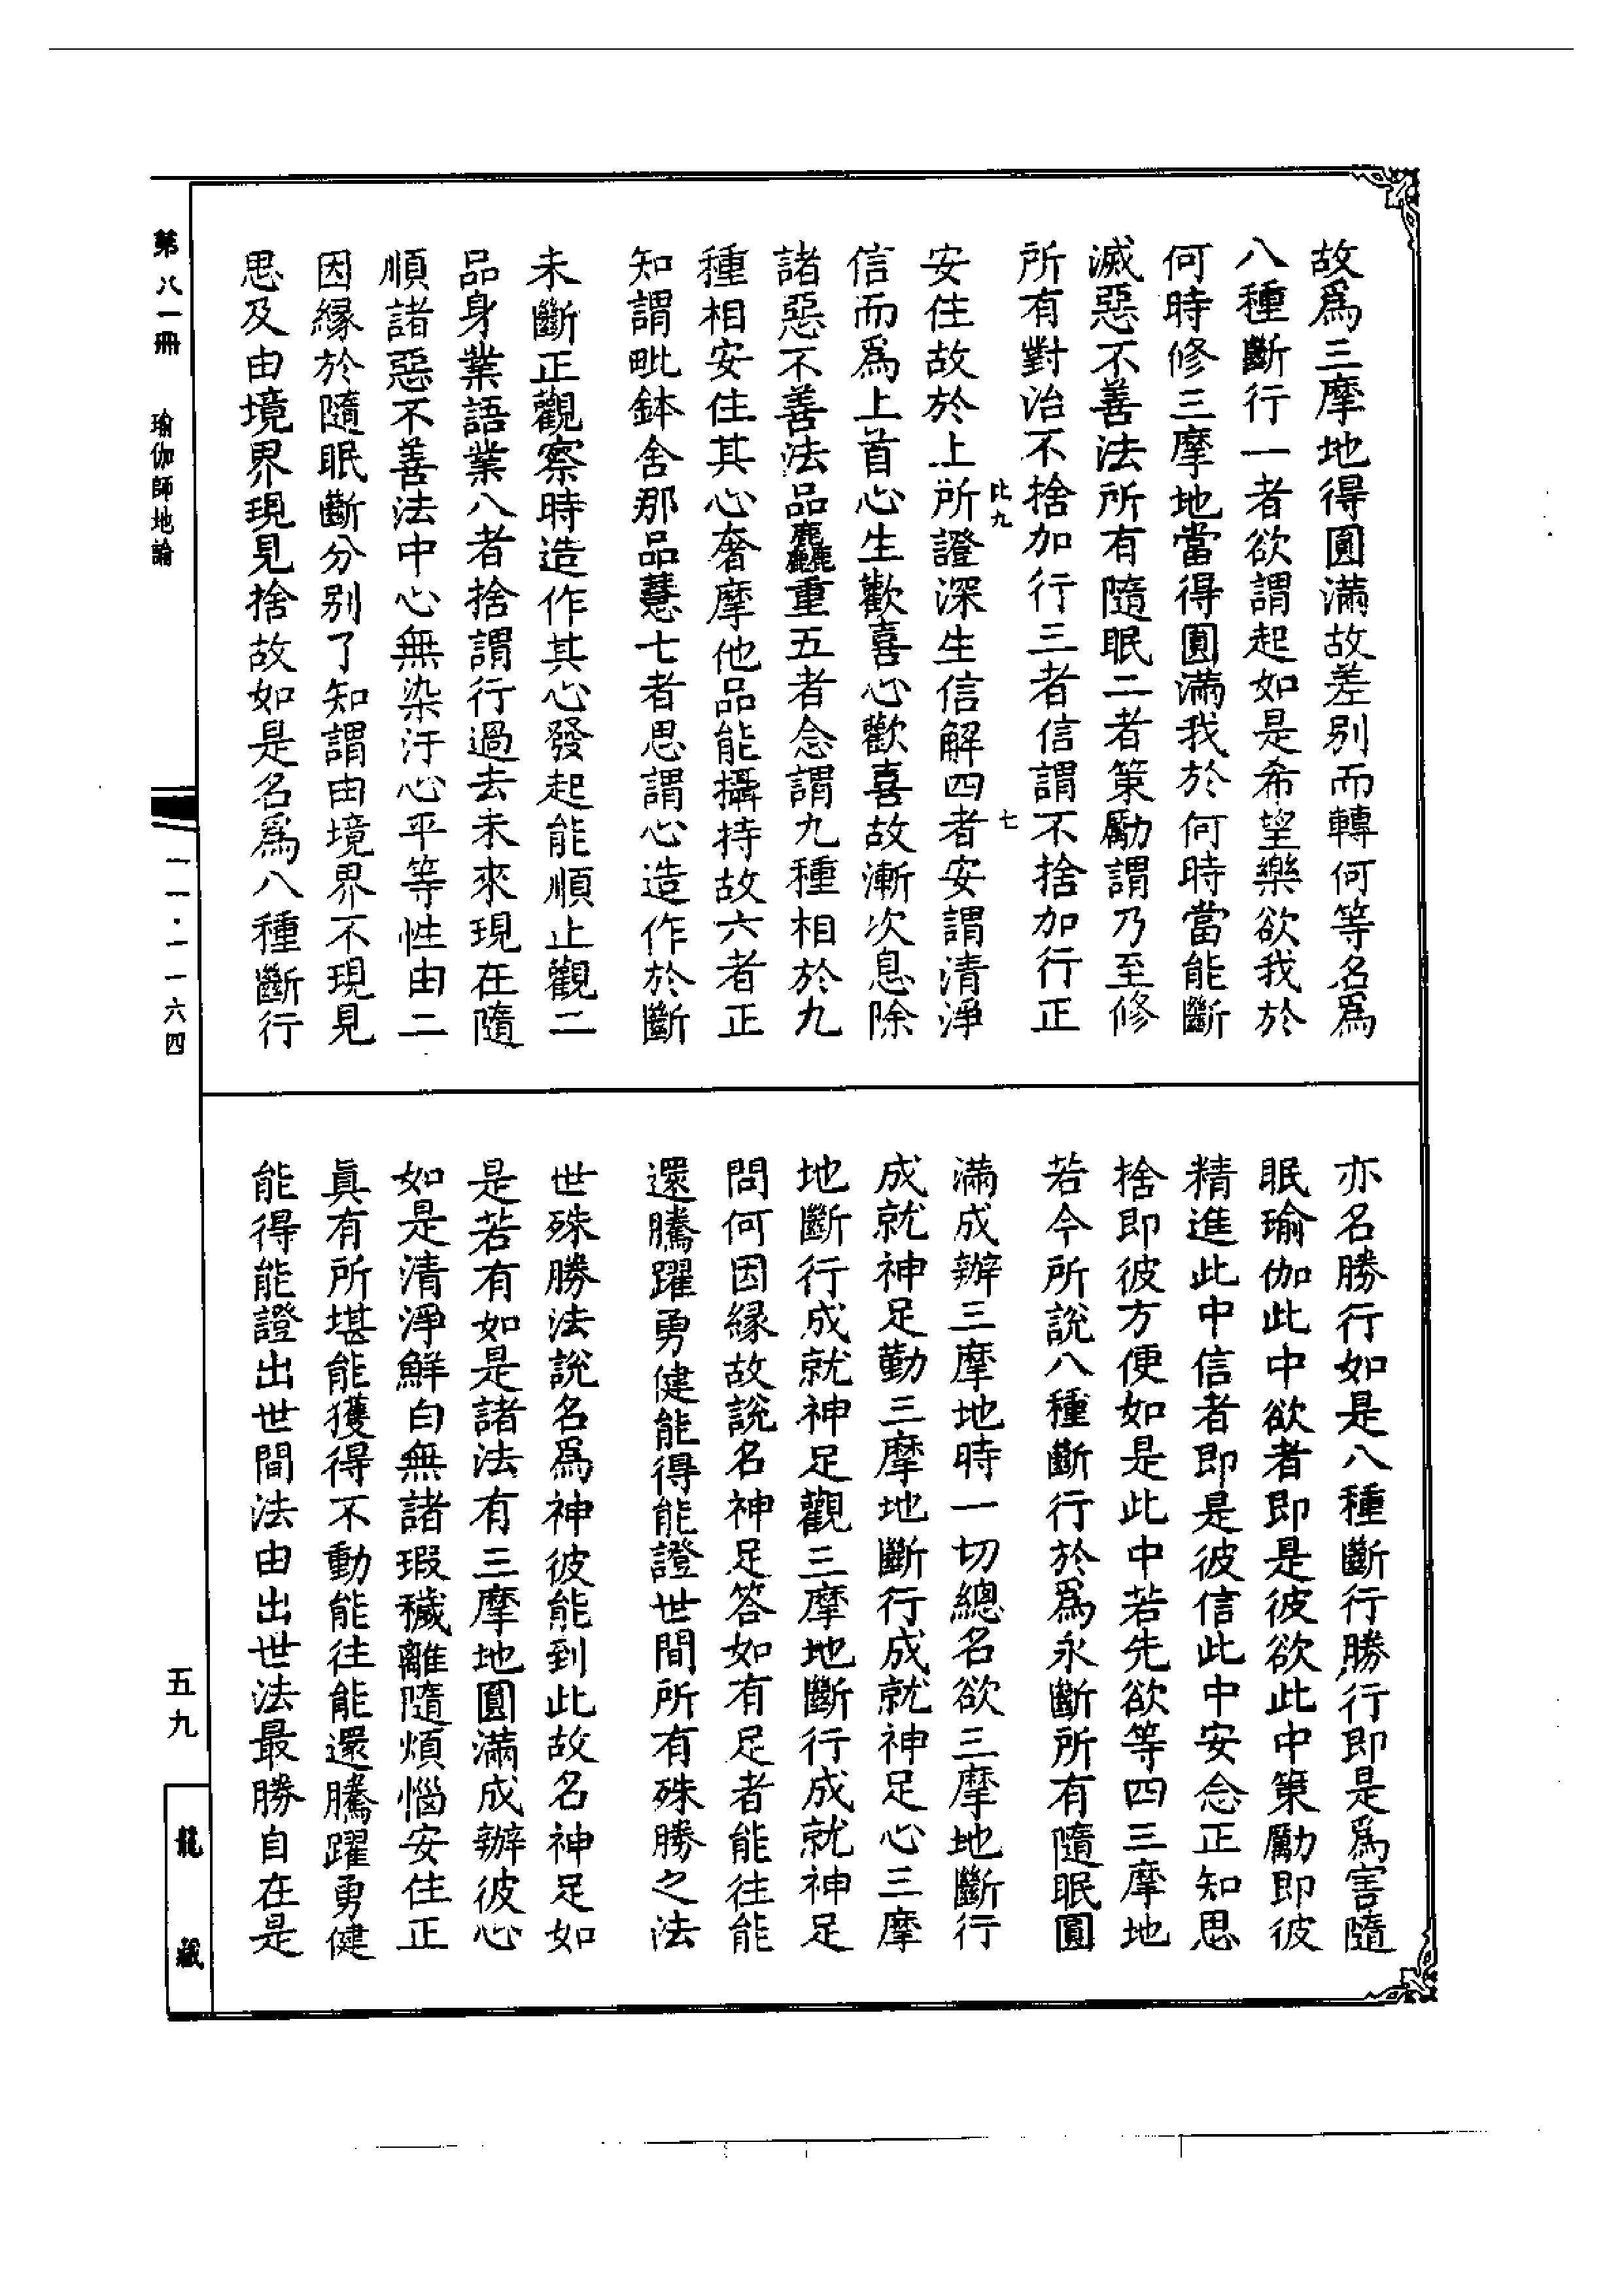 故爲三摩地得圓滿故差别而轉何等名爲
八種斷行一者欲謂起如是希望樂欲我於
何時修三摩地當得圓滿我於何時當能斷
滅惡不善法所有隨眠二者策勵謂乃至修
所有對治不捨加行三者信謂不捨加行正
比九
七
安住故於上所證深生信解四者安謂清淨
信而爲上首心生歡喜心歡喜故漸次息除
諸惡不善法品麤重五者念謂九種相於九
種相安住其心奢摩他品能攝持故六者正
知謂毗鉢舍那品慧七者思謂心造作於斷
未斷正觀察時造作其心發起能順止觀二
品身業語業八者捨謂行過去未來現在隨
順諸惡不善法中心無染汙心平等性由二
因緣於隨眠斷分别了知謂由境界不現見
思及由境界現見捨故如是名爲八種斷行
亦名勝行如是八種斷行勝行即是爲害隨
眠瑜伽此中欲者即是彼欲此中策勵即彼
精進此中信者即是彼信此中安念正知思
捨即彼方便如是此中若先欲等四三摩地
若今所說八種斷行於爲永斷所有隨眠圓
滿成辦三摩地時一切總名欲三摩地斷行
成就神足勤三摩地斷行成就神足心三摩
地斷行成就神足觀三摩地斷行成就神足
問何因緣故說名神足答如有足者能往能
還騰躍勇健能得能證世間所有殊勝之法
世殊勝法說名爲神彼能到此故名神足如
是若有如是諸法有三摩地圓滿成辦彼心
如是清淨鮮白無諸瑕穢離隨煩惱安住正
眞有所堪能獲得不動能往能還騰躍勇健
能得能證出世間法由出世法最勝自在是
第八一冊　瑜伽師地論
一一·一一六四
五九
龍藏